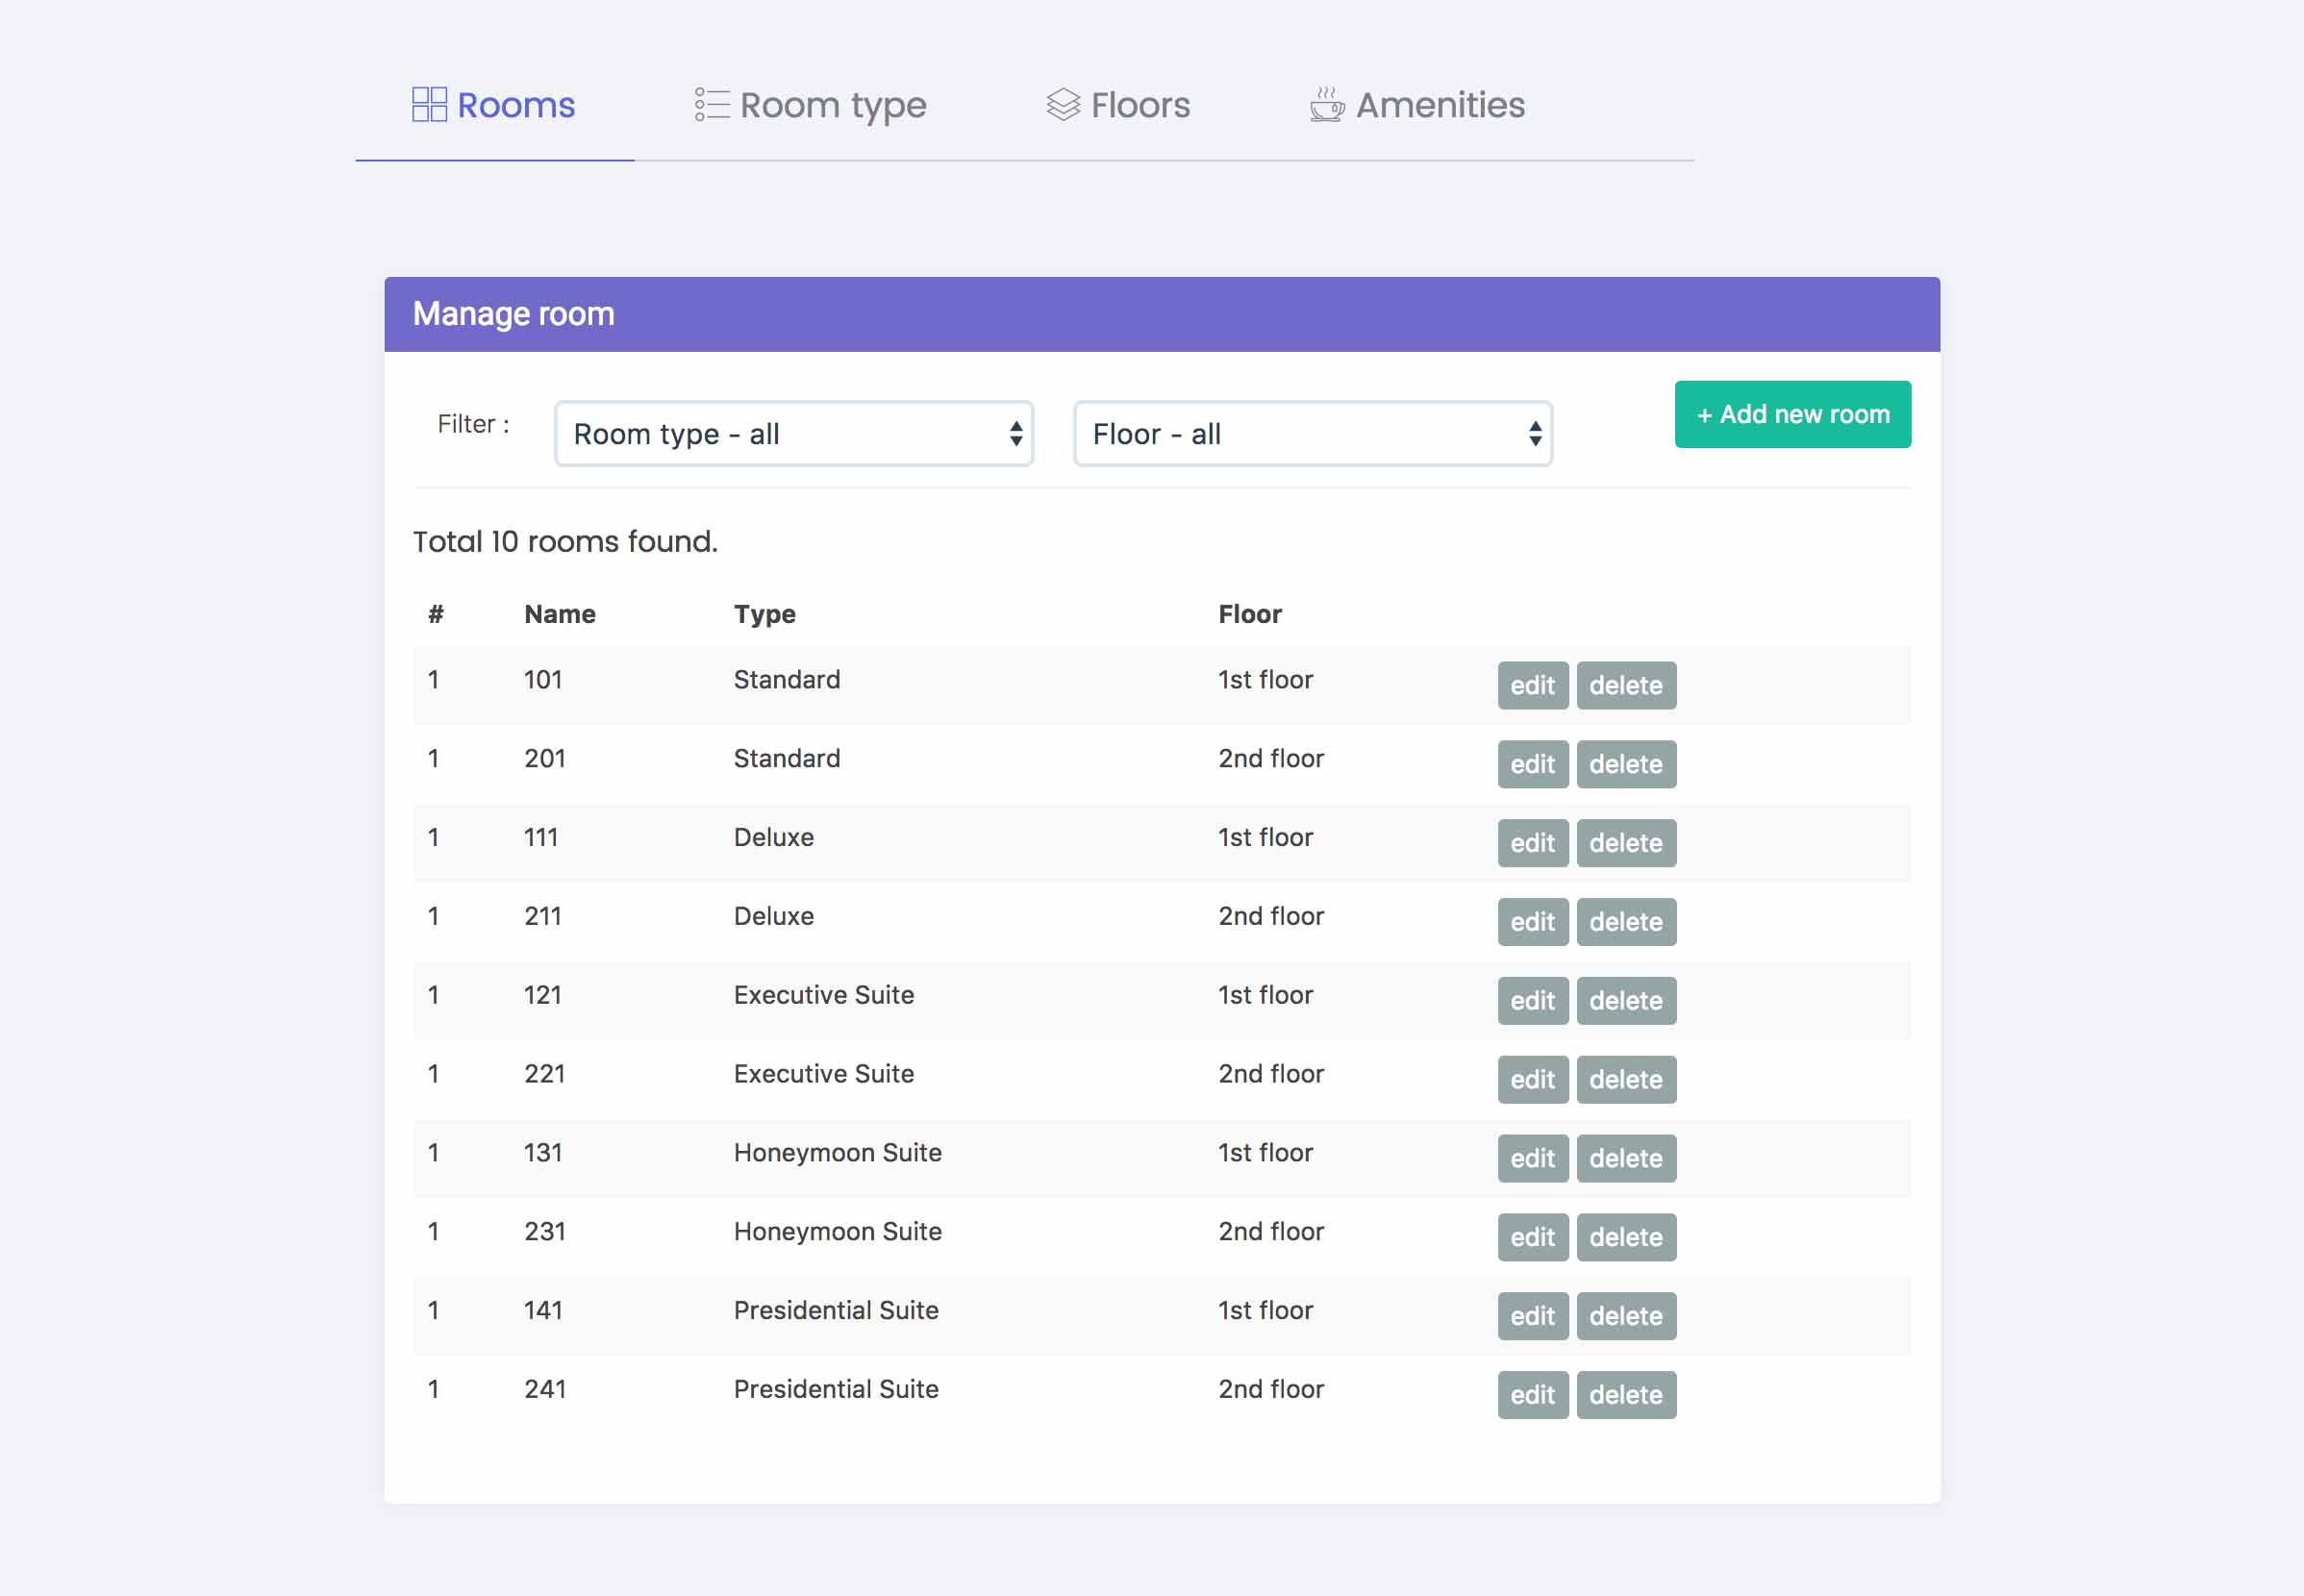 Rooms Room type Floors Amenities
Manage room
Filter : Room type - all Floor - all + Add new room
Total 10 rooms found.
# Name Type Floor
1 101 Standard 1st floor edit delete
1 201 Standard 2nd floor edit delete
1 111 Deluxe 1st floor edit delete
1 211 Deluxe 2nd floor edit delete
1 121 Executive Suite 1st floor edit delete
1 221 Executive Suite 2nd floor edit delete
1 131 Honeymoon Suite 1st floor edit delete
1 231 Honeymoon Suite 2nd floor edit delete
1 141 Presidential Suite 1st floor edit delete
1 241 Presidential Suite 2nd floor edit delete